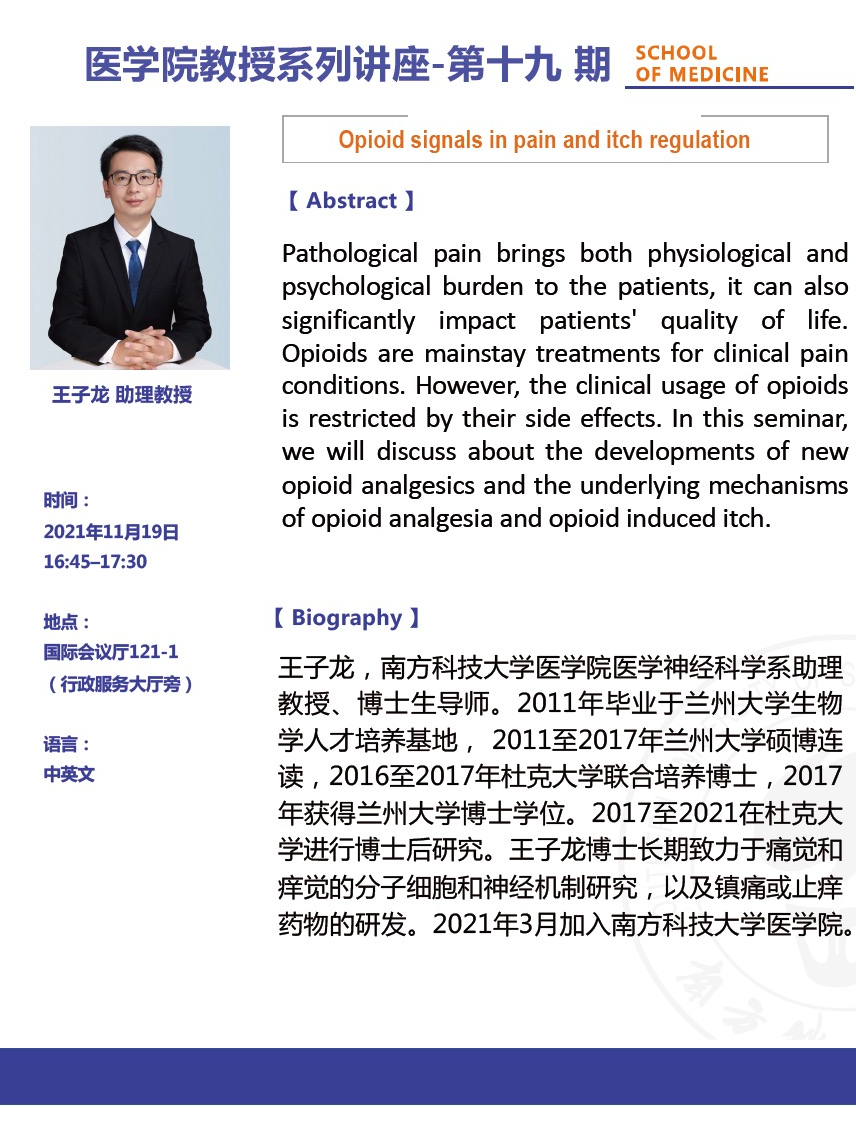 医学院教授系列讲座-第十九 期
SCHOOL
OF MEDICINE
Opioid signals in pain and itch regulation
【 Abstract 】
Pathological pain brings both physiological and
psychological burden to the patients, it can also
significantly impact patients' quality of life.
Opioids are mainstay treatments for clinical pain
conditions. However, the clinical usage of opioids
is restricted by their side effects. In this seminar,
we will discuss about the developments of new
opioid analgesics and the underlying mechanisms
of opioid analgesia and opioid induced itch.
王子龙 助理教授
时间：
2021年11月19日
16:45–17:30
地点：
国际会议厅121-1
（行政服务大厅旁）
语言：
中英文
【 Biography 】
王子龙，南方科技大学医学院医学神经科学系助理
教授、博士生导师。2011年毕业于兰州大学生物
学人才培养基地， 2011至2017年兰州大学硕博连
读，2016至2017年杜克大学联合培养博士，2017
年获得兰州大学博士学位。2017至2021在杜克大
学进行博士后研究。王子龙博士长期致力于痛觉和
痒觉的分子细胞和神经机制研究，以及镇痛或止痒
药物的研发。2021年3月加入南方科技大学医学院。
南方科